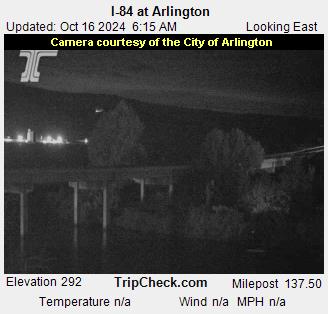 I-84 at Arlington
Updated: Oct 16 2024 6:15 AM Looking East
Camera courtesy of the City of Arlington
Elevation 292 TripCheck.com Milepost 137.50
Temperature n/a Wind n/a MPH n/a